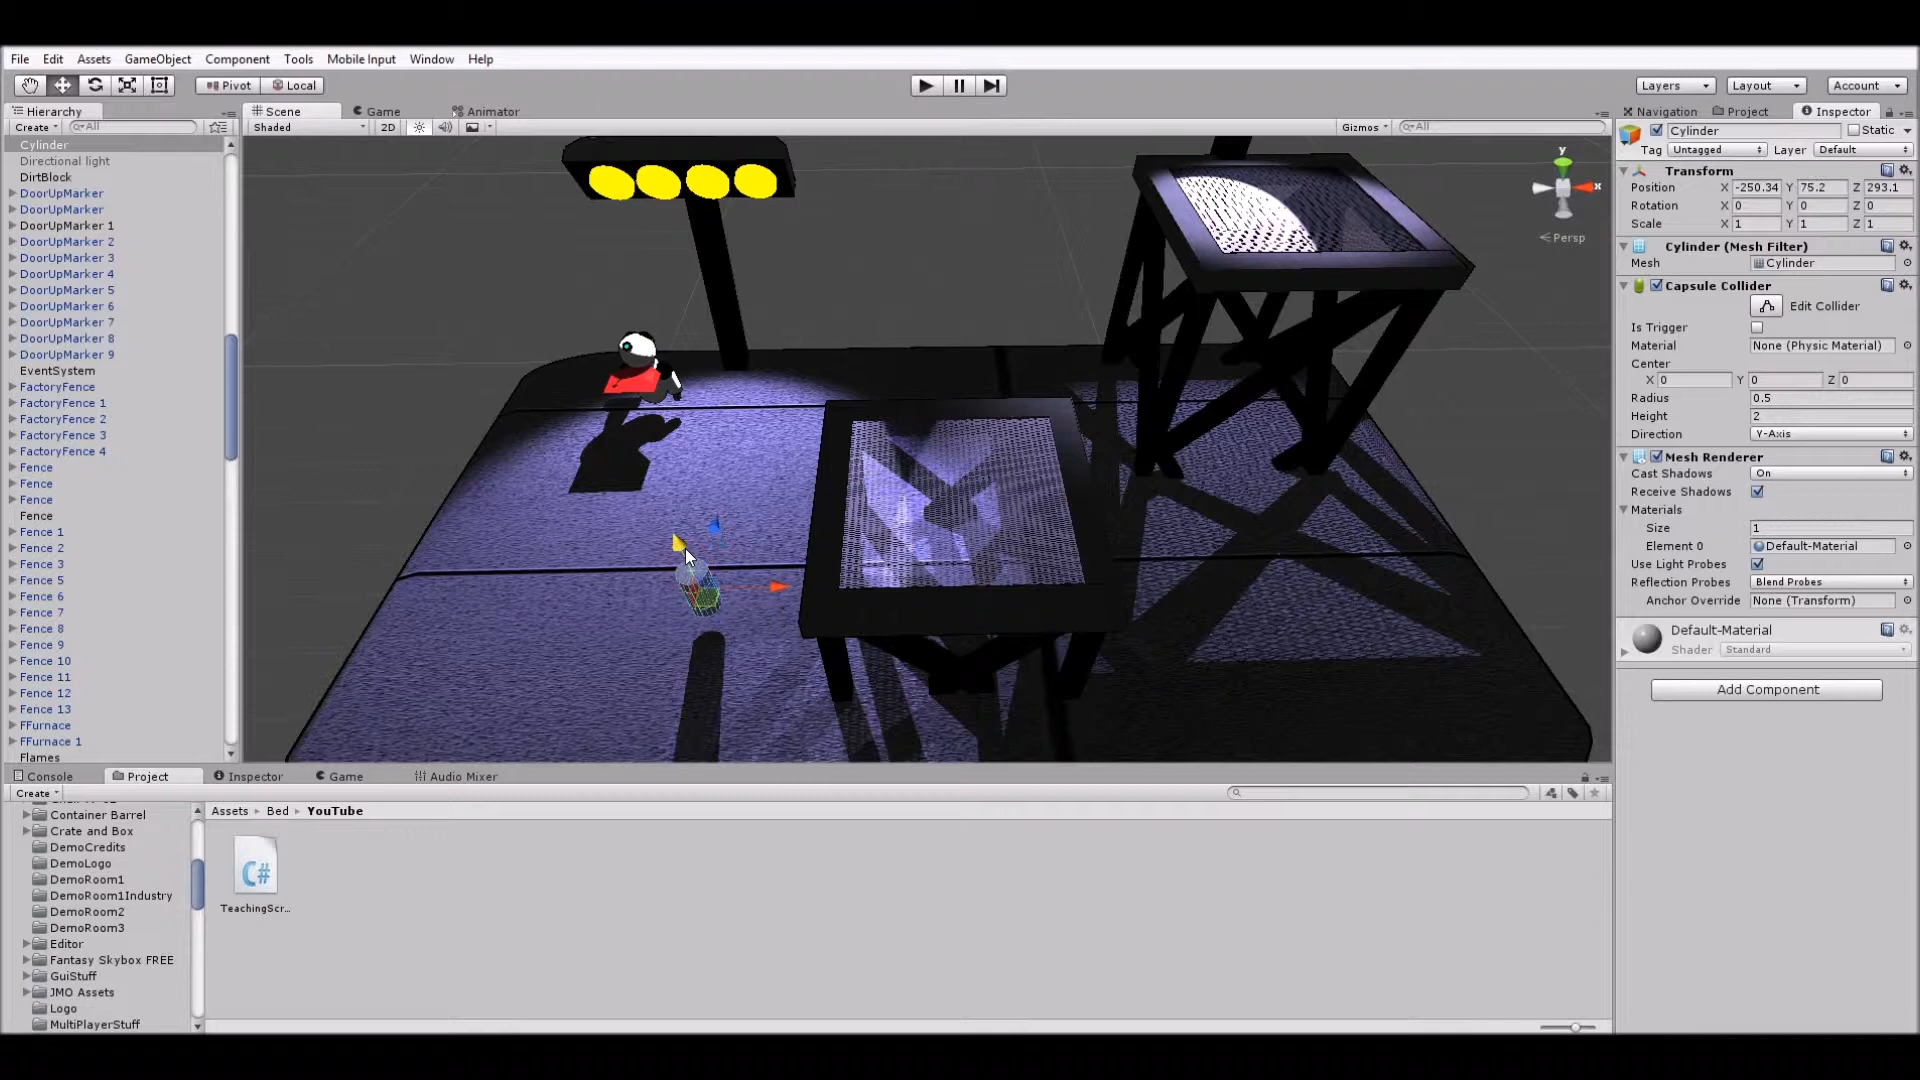 File Edit Assets GameObject Component Tools Mobile Input Window Help
Pivot Local Layers Layout Account
Hierarchy Scene Game Animator Navigation Project Inspector
Create All Shaded 2D Gizmos All
Cylinder
Directional light
DirtBlock
DoorUpMarker
DoorUpMarker
DoorUpMarker 1
DoorUpMarker 2
DoorUpMarker 3
DoorUpMarker 4
DoorUpMarker 5
DoorUpMarker 6
DoorUpMarker 7
DoorUpMarker 8
DoorUpMarker 9
EventSystem
FactoryFence
FactoryFence 1
FactoryFence 2
FactoryFence 3
FactoryFence 4
Fence
Fence
Fence
Fence
Fence 1
Fence 2
Fence 3
Fence 5
Fence 6
Fence 7
Fence 8
Fence 9
Fence 10
Fence 11
Fence 12
Fence 13
FFurnace
FFurnace 1
Flames
y
x
Persp
Cylinder Static
Tag Untagged Layer Default
Transform
Position X -250.34 Y 75.2 Z 293.1
Rotation X 0 Y 0 Z 0
Scale X 1 Y 1 Z 1
Cylinder (Mesh Filter)
Mesh Cylinder
Capsule Collider
Edit Collider
Is Trigger
Material None (Physic Material)
Center
X 0 Y 0 Z 0
Radius 0.5
Height 2
Direction Y-Axis
Mesh Renderer
Cast Shadows On
Receive Shadows
Materials
Size 1
Element 0 Default-Material
Use Light Probes
Reflection Probes Blend Probes
Anchor Override None (Transform)
Default-Material
Shader Standard
Add Component
Console Project Inspector Game Audio Mixer
Create
Container Barrel
Crate and Box
DemoCredits
DemoLogo
DemoRoom1
DemoRoom1Industry
DemoRoom2
DemoRoom3
Editor
Fantasy Skybox FREE
GuiStuff
JMO Assets
Logo
MultiPlayerStuff
Assets Bed YouTube
C#
TeachingScr...